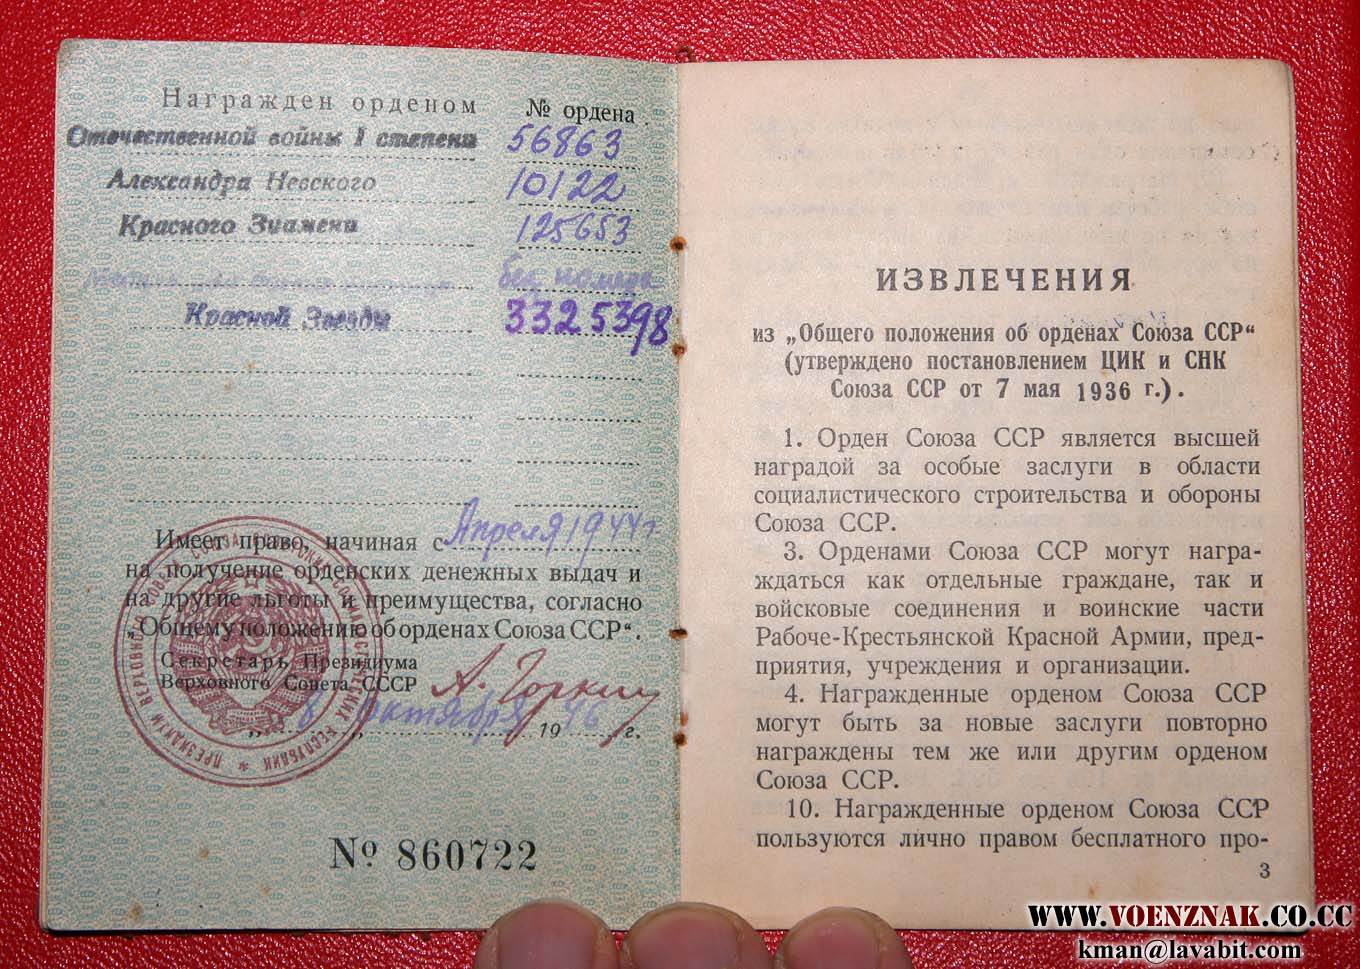 Награжден орденом № ордена.
Отечественной войны I степени 56863
Александра Невского 10122
Красного Знамени 125653
без номера
Красной Звезды 3325398
Имеет право, начиная с Апреля 1944 г
на получение орденских денежных выдач и
на другие льготы и преимущества, согласно
„Общему положению об орденах Союза ССР“.
Секретарь Президиума
Верховного Совета СССР А. Горкин
„8„ октября 1946 г.
№ 860722
ИЗВЛЕЧЕНИЯ
из „Общего положения об орденах Союза ССР“
(утверждено постановлением ЦИК и СНК
Союза ССР от 7 мая 1936 г.).
1. Орден Союза ССР является высшей
наградой за особые заслуги в области
социалистического строительства и обороны
Союза ССР.
3. Орденами Союза ССР могут награ-
ждаться как отдельные граждане, так и
войсковые соединения и воинские части
Рабоче-Крестьянской Красной Армии, пред-
приятия, учреждения и организации.
4. Награжденные орденом Союза ССР
могут быть за новые заслуги повторно
награждены тем же или другим орденом
Союза ССР.
10. Награжденные орденом Союза ССР
пользуются лично правом бесплатного про-
3
WWW.VOENZNAK.CO.CC
kman@lavabit.com